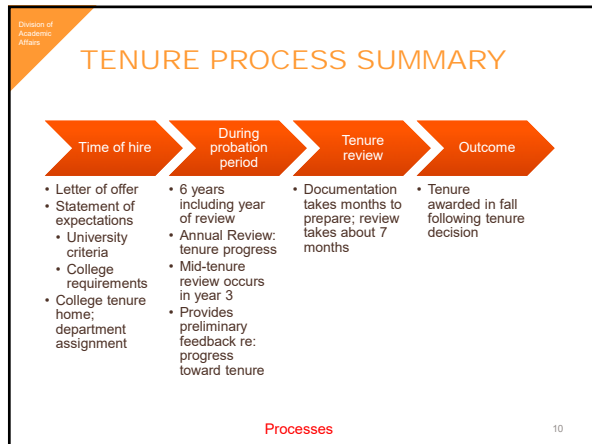 Division of
Academic
Affairs
TENURE PROCESS SUMMARY
Time of hire
• Letter of offer
• Statement of
expectations
• University
criteria
• College
requirements
• College tenure
home;
department
assignment
During
probation
period
• 6 years
including year
of review
• Annual Review:
tenure progress
• Mid-tenure
review occurs
in year 3
• Provides
preliminary
feedback re:
progress
toward tenure
Tenure
review
• Documentation
takes months to
prepare; review
takes about 7
months
Outcome
• Tenure
awarded in fall
following tenure
decision
Processes
10